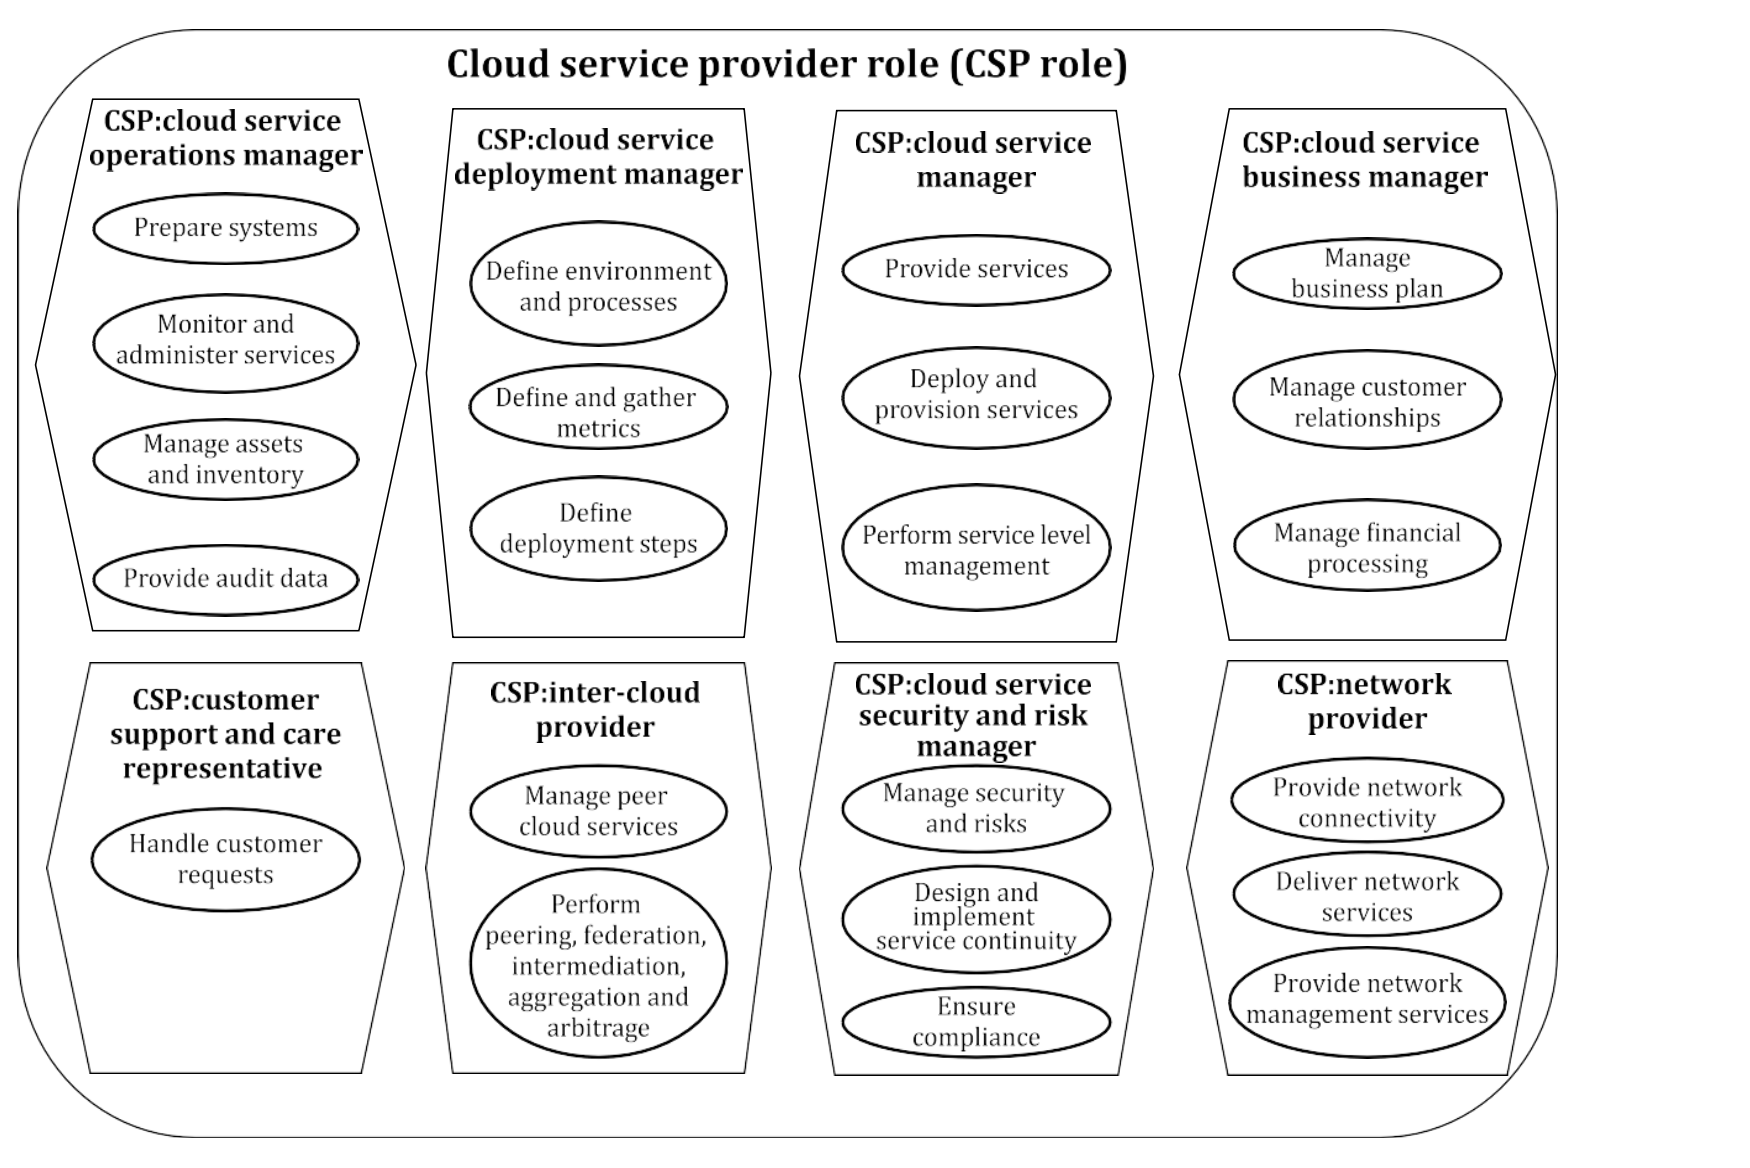 Cloud service provider role (CSP role)
CSP:cloud service
operations manager
Prepare systems
Monitor and
administer services
Manage assets
and inventory
Provide audit data
CSP:cloud service
deployment manager
Define environment
and processes
Define and gather
metrics
Define
deployment steps
CSP:cloud service
manager
Provide services
Deploy and
provision services
Perform service level
management
CSP:cloud service
business manager
Manage
business plan
Manage customer
relationships
Manage financial
processing
CSP:customer
support and care
representative
Handle customer
requests
CSP:inter-cloud
provider
Manage peer
cloud services
Perform
peering, federation,
intermediation,
aggregation and
arbitrage
CSP:cloud service
security and risk
manager
Manage security
and risks
Design and
implement
service continuity
Ensure
compliance
CSP:network
provider
Provide network
connectivity
Deliver network
services
Provide network
management services